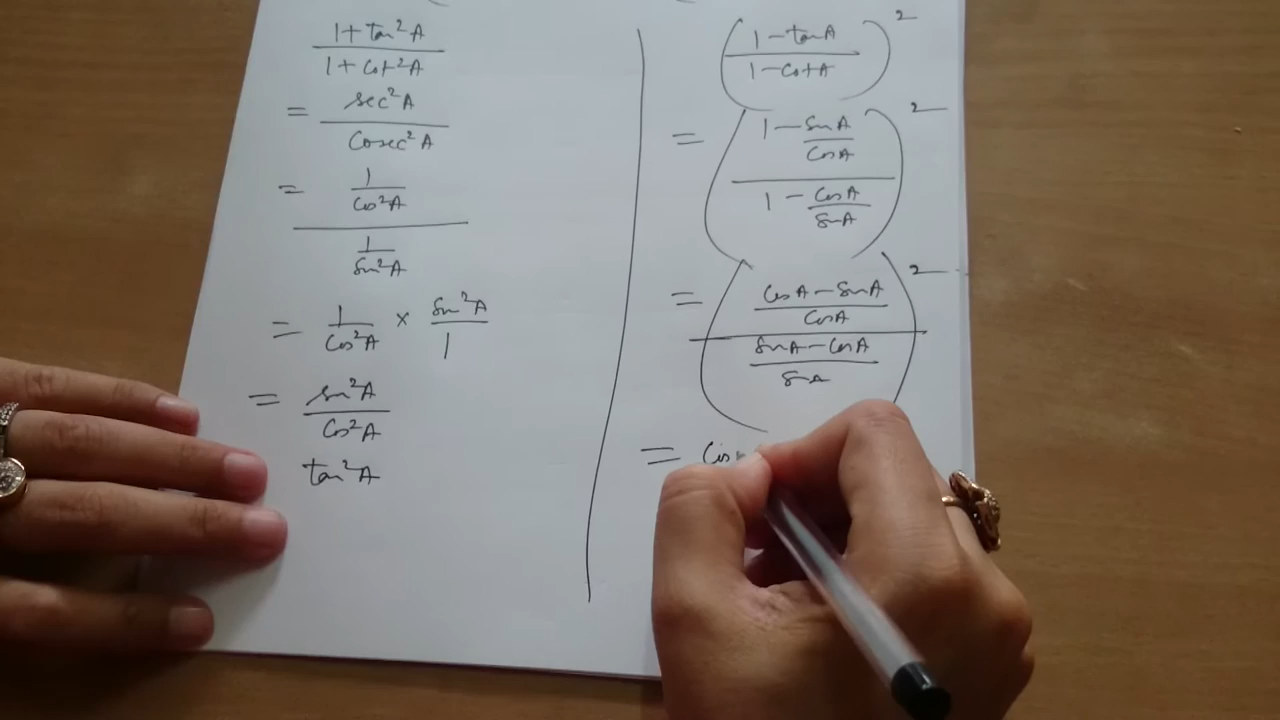 1 + tan²A
1 + cot²A
= sec²A
Cosec²A
= 1
Cos²A
1
Sin²A
= 1 × Sin²A
Cos²A 1
= sin²A
Cos²A
tan²A
(1 - tanA)²
1 - CotA
= (1 - SinA)²
CosA
1 - CosA
SinA
= (CosA - SinA)²
CosA
SinA - CosA
SinA
= Cos